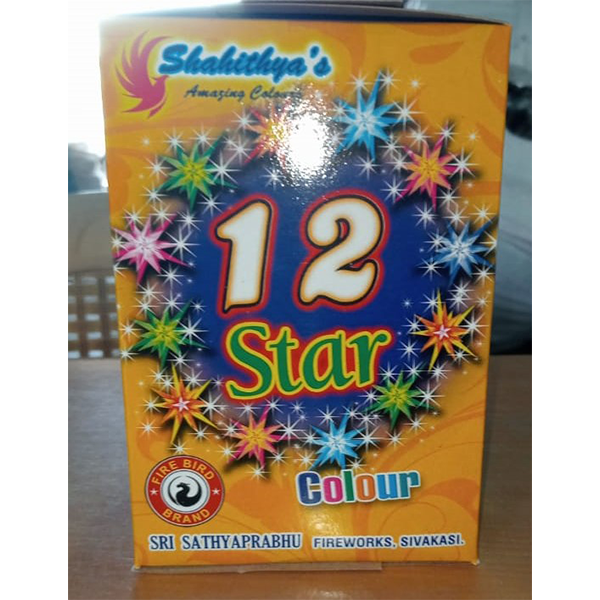 Shahithya's
Amazing Colours
12
Star
Colour
FIRE BIRD
BRAND
SRI SATHYAPRABHU FIREWORKS, SIVAKASI.